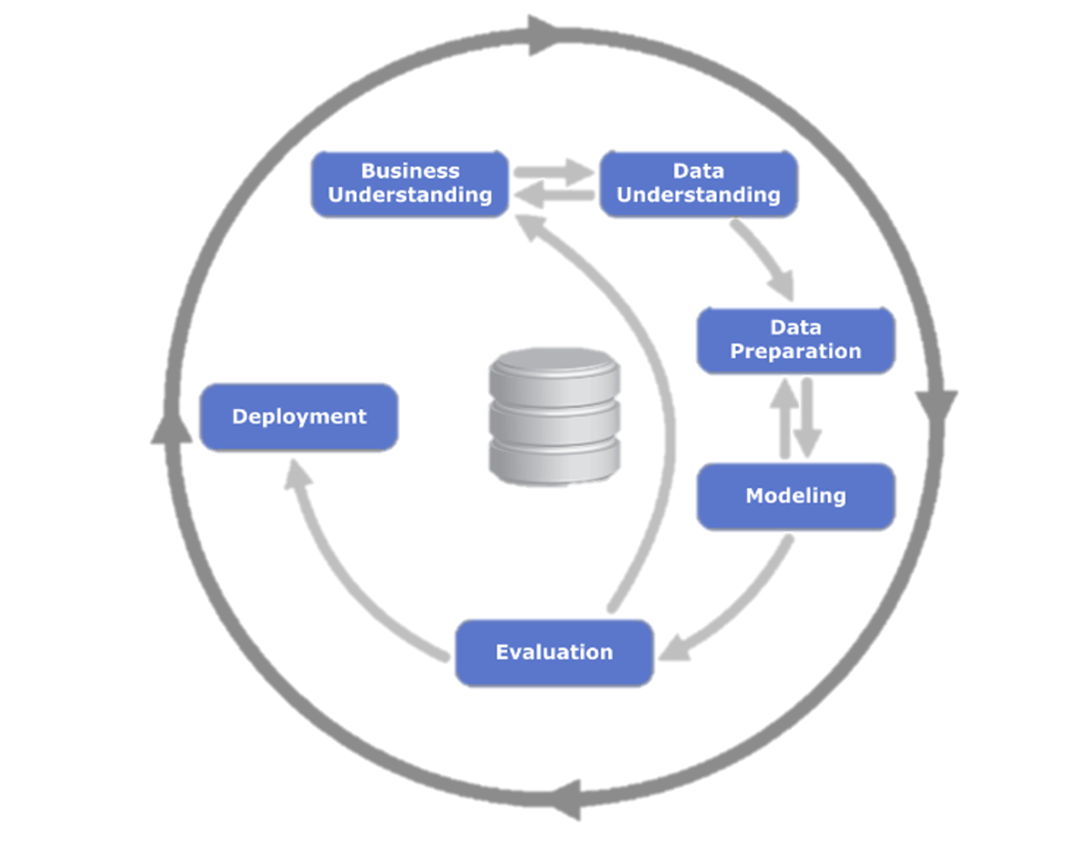 Business
Understanding
Data
Understanding
Data
Preparation
Modeling
Evaluation
Deployment